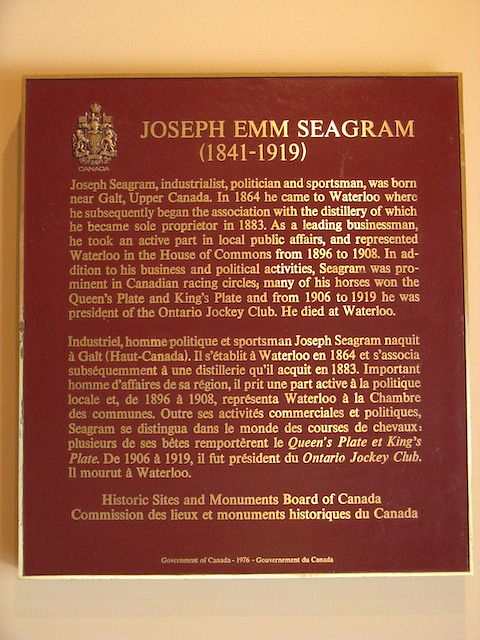 CANADA
JOSEPH EMM SEAGRAM
(1841-1919)
Joseph Seagram, industrialist, politician and sportsman, was born
near Galt, Upper Canada. In 1864 he came to Waterloo where
he subsequently began the association with the distillery of which
he became sole proprietor in 1883. As a leading businessman,
he took an active part in local public affairs, and represented
Waterloo in the House of Commons from 1896 to 1908. In ad-
dition to his business and political activities, Seagram was pro-
minent in Canadian racing circles; many of his horses won the
Queen's Plate and King's Plate and from 1906 to 1919 he was
president of the Ontario Jockey Club. He died at Waterloo.
Industriel, homme politique et sportsman Joseph Seagram naquit
à Galt (Haut-Canada). Il s'établit à Waterloo en 1864 et s'associa
subséquemment à une distillerie qu'il acquit en 1883. Important
homme d'affaires de sa région, il prit une part active à la politique
locale et, de 1896 à 1908, représenta Waterloo à la Chambre
des communes. Outre ses activités commerciales et politiques,
Seagram se distingua dans le monde des courses de chevaux:
plusieurs de ses bêtes remportèrent le Queen's Plate et King's
Plate. De 1906 à 1919, il fut président du Ontario Jockey Club.
Il mourut à Waterloo.
Historic Sites and Monuments Board of Canada
Commission des lieux et monuments historiques du Canada
Government of Canada - 1976 - Gouvernement du Canada